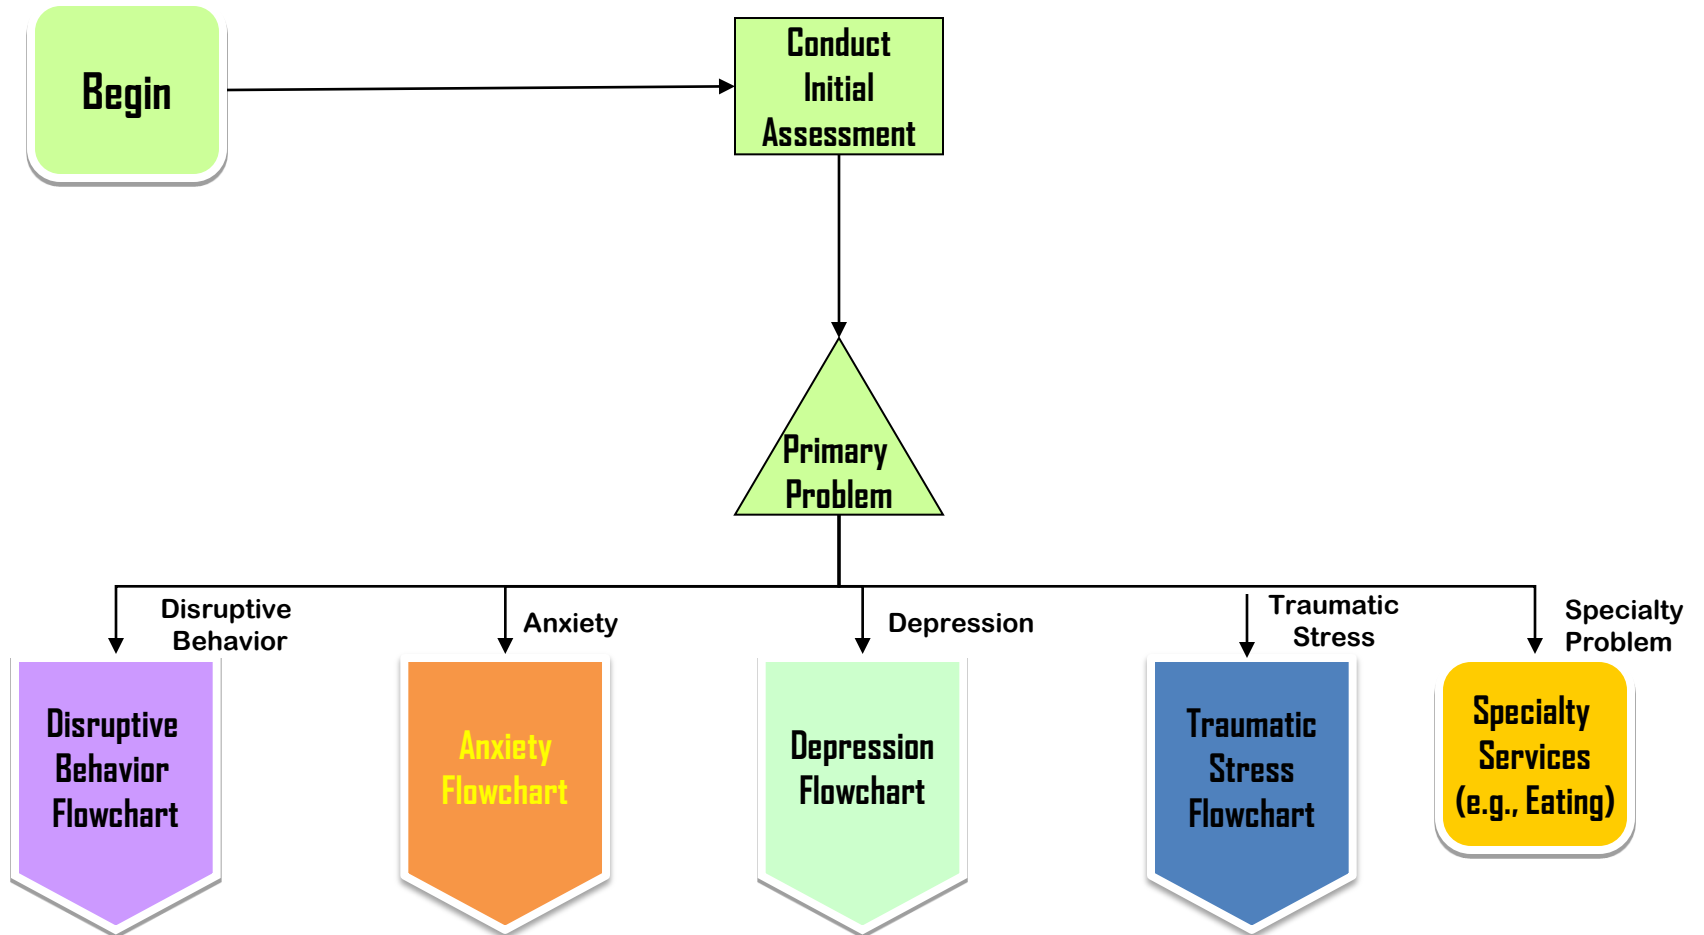 Begin
Conduct
Initial
Assessment
Primary
Problem
Disruptive
Behavior
Anxiety
Depression
Traumatic
Stress
Specialty
Problem
Disruptive
Behavior
Flowchart
Anxiety
Flowchart
Depression
Flowchart
Traumatic
Stress
Flowchart
Specialty
Services
(e.g., Eating)